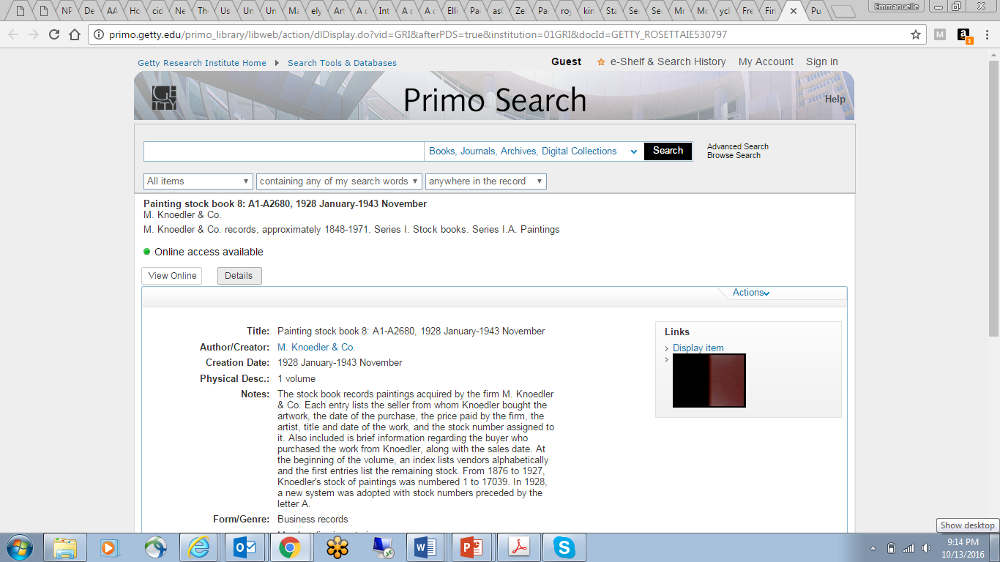 NP
De
AA
Ho
cid
Ne
Th
Us
Un
Un
Ma
ely
Art
A c
Int
A c
A c
Elli
Pa
as(
Zel
Pa
roy
kin
Sta
Se
Se
Mr
Mc
ycl
Fre
Fin
Pu
Emmanuelle
primo.getty.edu/primo_library/libweb/action/dlDisplay.do?vid=GRI&afterPDS=true&institution=01GRI&docId=GETTY_ROSETTAIE530797
M
a
3
Getty Research Institute Home
Search Tools & Databases
Guest
e-Shelf & Search History
My Account
Sign in
GETTY
Primo Search
Help
Books, Journals, Archives, Digital Collections
Search
Advanced Search
Browse Search
All items
containing any of my search words
anywhere in the record
Painting stock book 8: A1-A2680, 1928 January-1943 November
M. Knoedler & Co.
M. Knoedler & Co. records, approximately 1848-1971. Series I. Stock books. Series I.A. Paintings
Online access available
View Online
Details
Actions
Title: Painting stock book 8: A1-A2680, 1928 January-1943 November
Author/Creator: M. Knoedler & Co.
Creation Date: 1928 January-1943 November
Physical Desc.: 1 volume
Notes: The stock book records paintings acquired by the firm M. Knoedler
& Co. Each entry lists the seller from whom Knoedler bought the
artwork, the date of the purchase, the price paid by the firm, the
artist, title and date of the work, and the stock number assigned to
it. Also included is brief information regarding the buyer who
purchased the work from Knoedler, along with the sales date. At
the beginning of the volume, an index lists vendors alphabetically
and the first entries list the remaining stock. From 1876 to 1927,
Knoedler's stock of paintings was numbered 1 to 17039. In 1928,
a new system was adopted with stock numbers preceded by the
letter A.
Form/Genre: Business records
Links
Display item
Show desktop
9:14 PM
10/13/2016